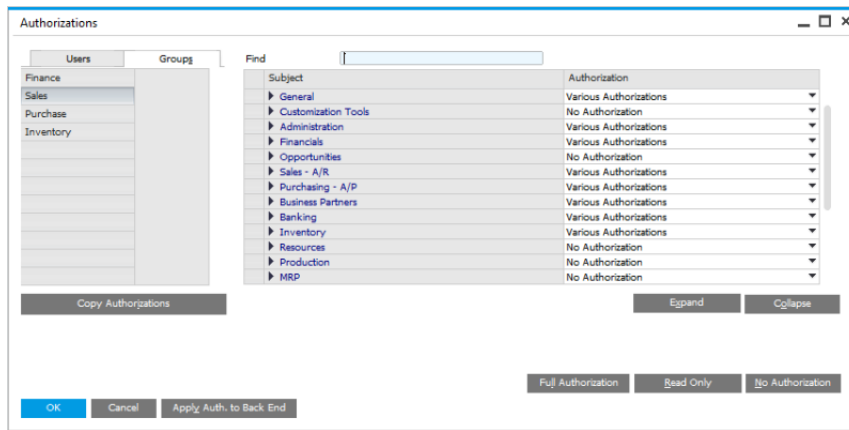 Authorizations
Users Groups Find
Finance
Sales
Purchase
Inventory
Subject Authorization
General Various Authorizations
Customization Tools No Authorization
Administration Various Authorizations
Financials Various Authorizations
Opportunities No Authorization
Sales - A/R Various Authorizations
Purchasing - A/P Various Authorizations
Business Partners Various Authorizations
Banking Various Authorizations
Inventory Various Authorizations
Resources No Authorization
Production No Authorization
MRP No Authorization
Copy Authorizations Expand Collapse
Full Authorization Read Only No Authorization
OK Cancel Apply Auth. to Back End